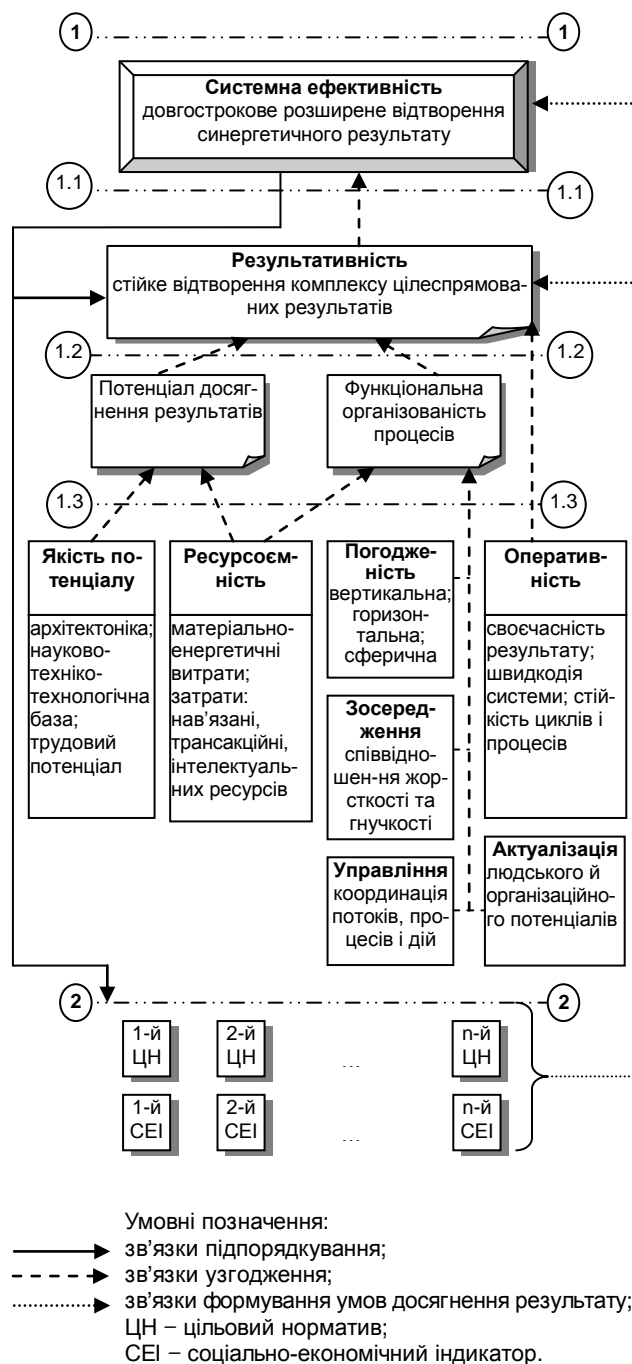 1
1
Системна ефективність
довгострокове розширене відтворення
синергетичного результату
1.1
1.1
Результативність
стійке відтворення комплексу цілеспрямова-
них результатів
1.2
1.2
Потенціал досяг-
нення результатів
Функціональна
організованість
процесів
1.3
1.3
Якість по-
тенціалу
архітектоніка;
науково-
техніко-
технологічна
база;
трудовий
потенціал
Ресурсоєм-
ність
матеріально-
енергетичні
витрати;
затрати:
нав’язані,
трансакційні,
інтелектуаль-
них ресурсів
Погодже-
ність
вертикальна;
горизон-
тальна;
сферична
Оператив-
ність
своєчасність
результату;
швидкодія
системи; стій-
кість циклів і
процесів
Зосеред-
ження
співвідно-
шен-ня жор-
сткості та
гнучкості
Управління
координація
потоків, про-
цесів і дій
Актуалізація
людського й
організаційно-
го потенціалів
2
2
1-й
ЦН
2-й
ЦН
...
n-й
ЦН
1-й
СЕІ
2-й
СЕІ
...
n-й
СЕІ
Умовні позначення:
зв’язки підпорядкування;
зв’язки узгодження;
зв’язки формування умов досягнення результату;
ЦН – цільовий норматив;
СЕІ – соціально-економічний індикатор.